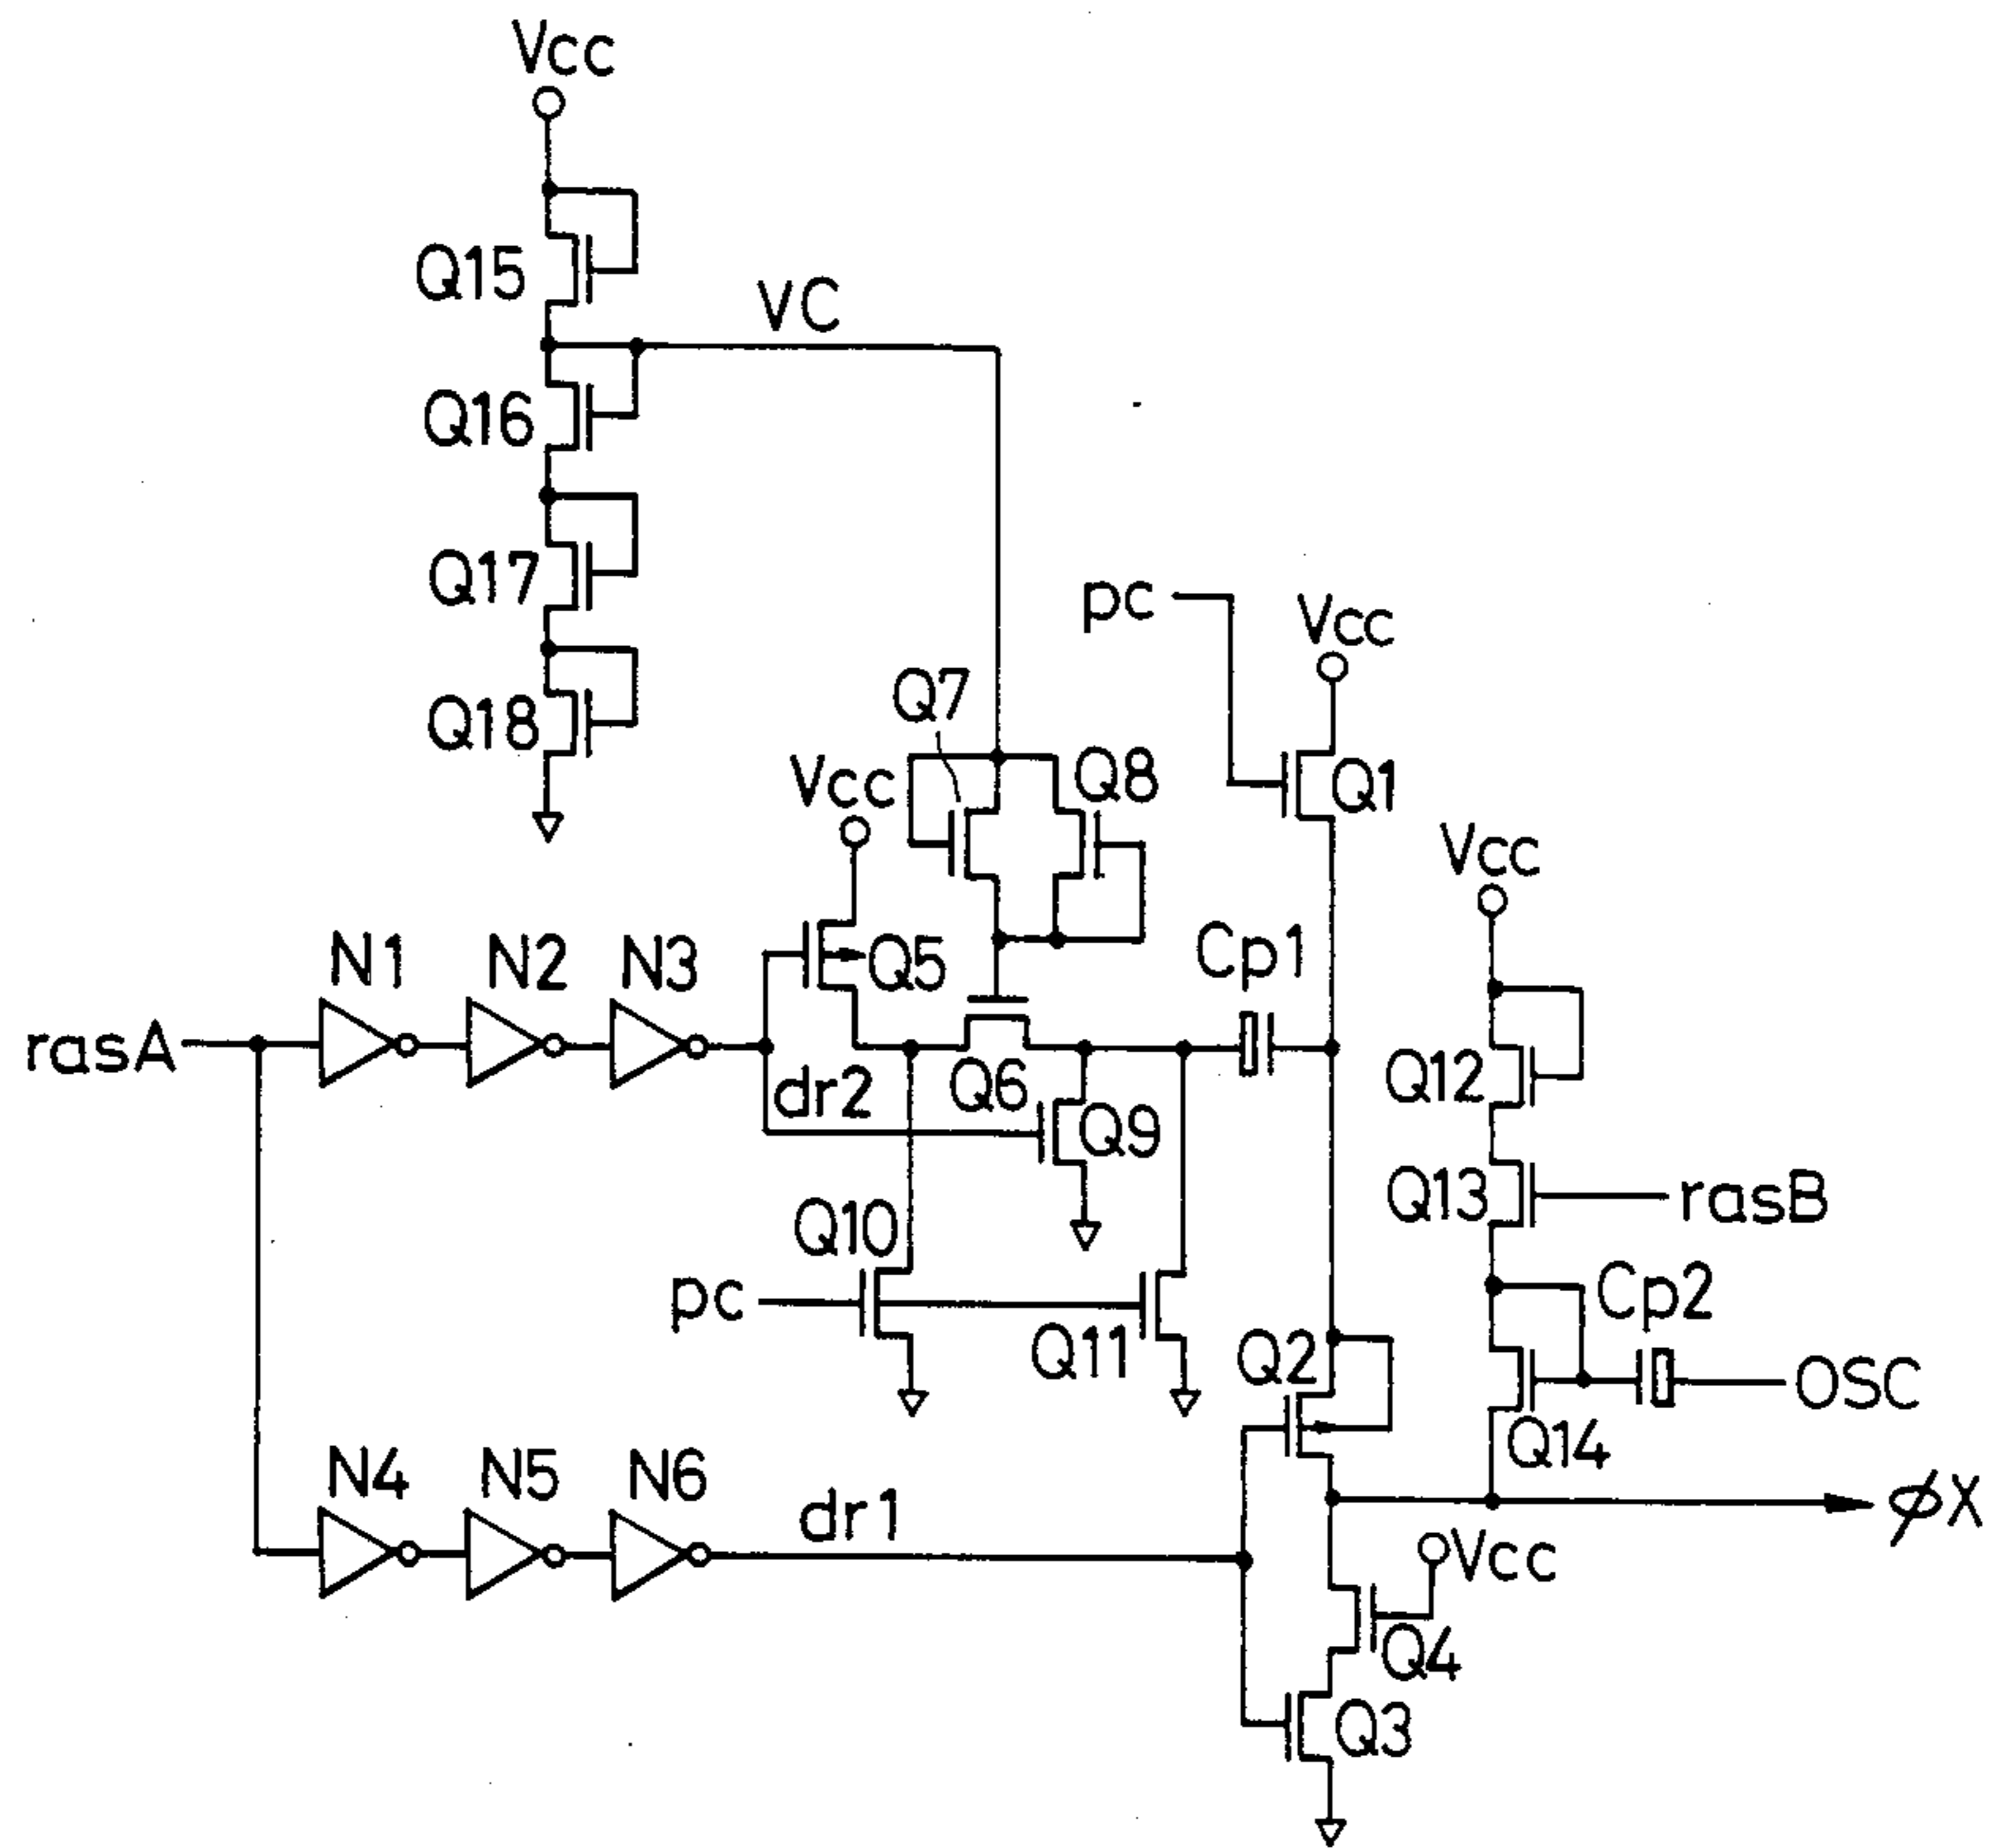 Vcc
Q15
VC
Q16
Q17
pc
Vcc
Q7
Q18
Vcc
Q8
Q1
Vcc
N1
N2
N3
Q5
Cp1
rasA
dr2
Q6
Q9
Q12
Q13
rasB
Q10
pc
Q11
Q2
Cp2
OSC
Q14
N4
N5
N6
dr1
ϕX
Vcc
Q4
Q3